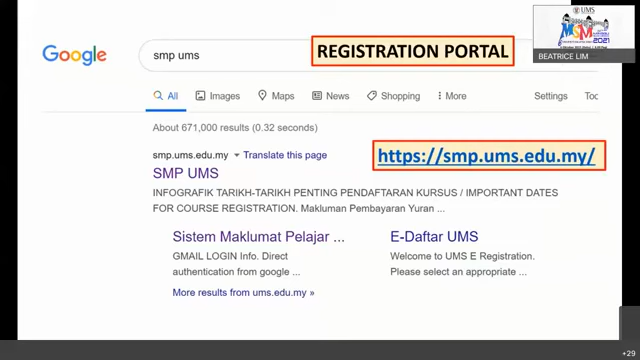 UMS
MSM
2021
BEATRICE LIM
Google
smp ums
REGISTRATION PORTAL
All Images Maps News Shopping More Settings Too
About 671,000 results (0.32 seconds)
smp.ums.edu.my Translate this page
https://smp.ums.edu.my/
SMP UMS
INFOGRAFIK TARIKH-TARIKH PENTING PENDAFTARAN KURSUS / IMPORTANT DATES
FOR COURSE REGISTRATION. Makluman Pembayaran Yuran ...
Sistem Maklumat Pelajar ...
GMAIL LOGIN Info. Direct
authentication from google ...
E-Daftar UMS
Welcome to UMS E Registration.
Please select an appropriate ...
More results from ums.edu.my »
+29